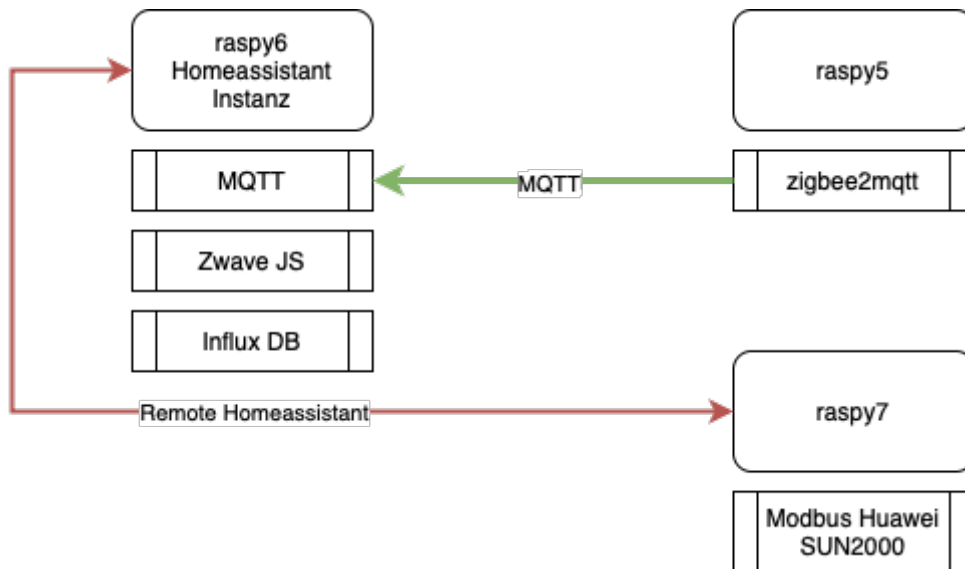 raspy6
Homeassistant
Instanz
raspy5
MQTT
MQTT
zigbee2mqtt
Zwave JS
Influx DB
Remote Homeassistant
raspy7
Modbus Huawei
SUN2000